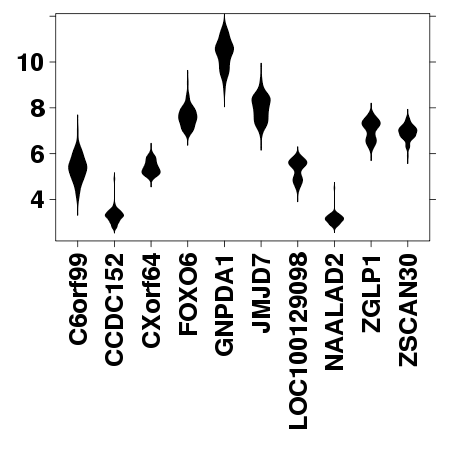 10
8
6
4
C6orf99
CCDC152
CXorf64
FOXO6
GNPDA1
JMJD7
LOC100129098
NAALAD2
ZGLP1
ZSCAN30